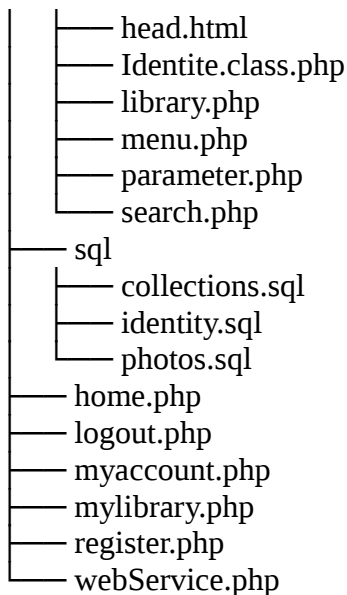 head.html
Identite.class.php
library.php
menu.php
parameter.php
search.php
sql
collections.sql
identity.sql
photos.sql
home.php
logout.php
myaccount.php
mylibrary.php
register.php
webService.php